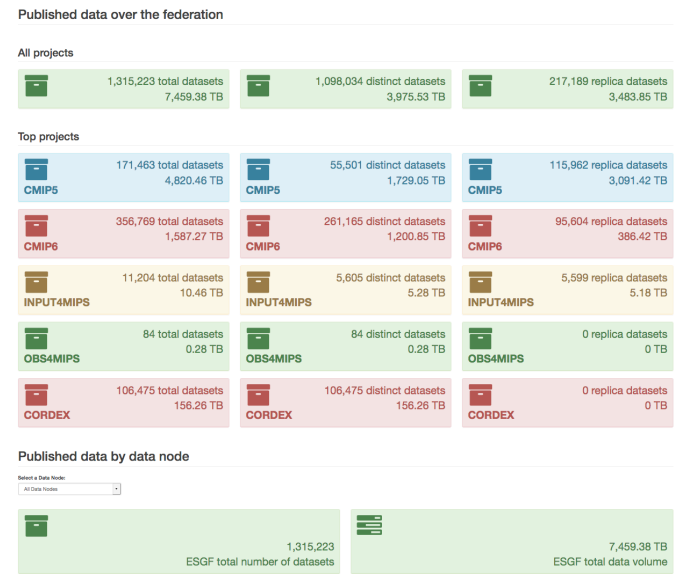 Published data over the federation
All projects
1,315,223 total datasets
7,459.38 TB
1,098,034 distinct datasets
3,975.53 TB
217,189 replica datasets
3,483.85 TB
Top projects
171,463 total datasets
4,820.46 TB
CMIP5
55,501 distinct datasets
1,729.05 TB
CMIP5
115,962 replica datasets
3,091.42 TB
CMIP5
356,769 total datasets
1,587.27 TB
CMIP6
261,165 distinct datasets
1,200.85 TB
CMIP6
95,604 replica datasets
386.42 TB
CMIP6
11,204 total datasets
10.46 TB
INPUT4MIPS
5,605 distinct datasets
5.28 TB
INPUT4MIPS
5,599 replica datasets
5.18 TB
INPUT4MIPS
84 total datasets
0.28 TB
OBS4MIPS
84 distinct datasets
0.28 TB
OBS4MIPS
0 replica datasets
0 TB
OBS4MIPS
106,475 total datasets
156.26 TB
CORDEX
106,475 distinct datasets
156.26 TB
CORDEX
0 replica datasets
0 TB
CORDEX
Published data by data node
Select a Data Node:
All Data Nodes
1,315,223
ESGF total number of datasets
7,459.38 TB
ESGF total data volume